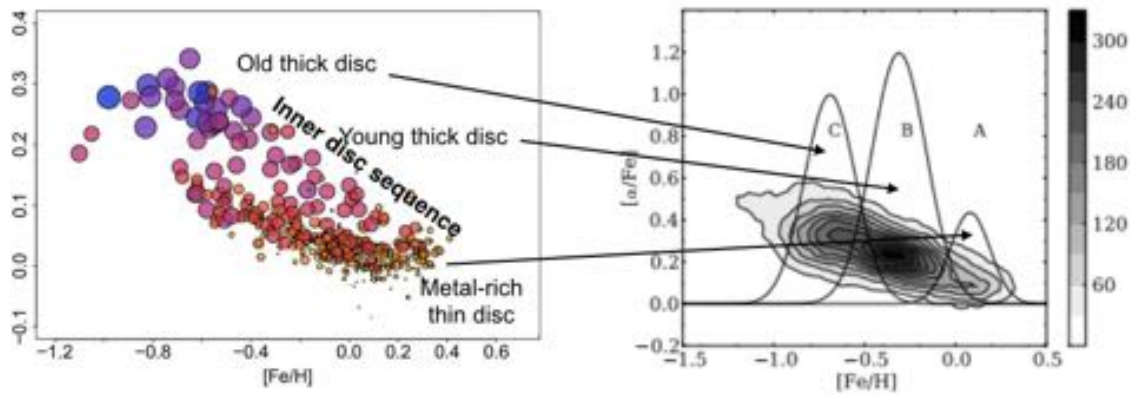 0.4
0.3
0.2
0.1
0.0
-0.1
-1.2
-0.8
-0.4
0.0
0.2
0.4
0.6
[Fe/H]
Old thick disc
Inner disc sequence
Young thick disc
Metal-rich
thin disc
[α/Fe]
1.2
1.0
0.8
0.6
0.4
0.2
0.0
−0.2
−1.5
−1.0
−0.5
0.0
0.5
[Fe/H]
C
B
A
300
240
180
120
60